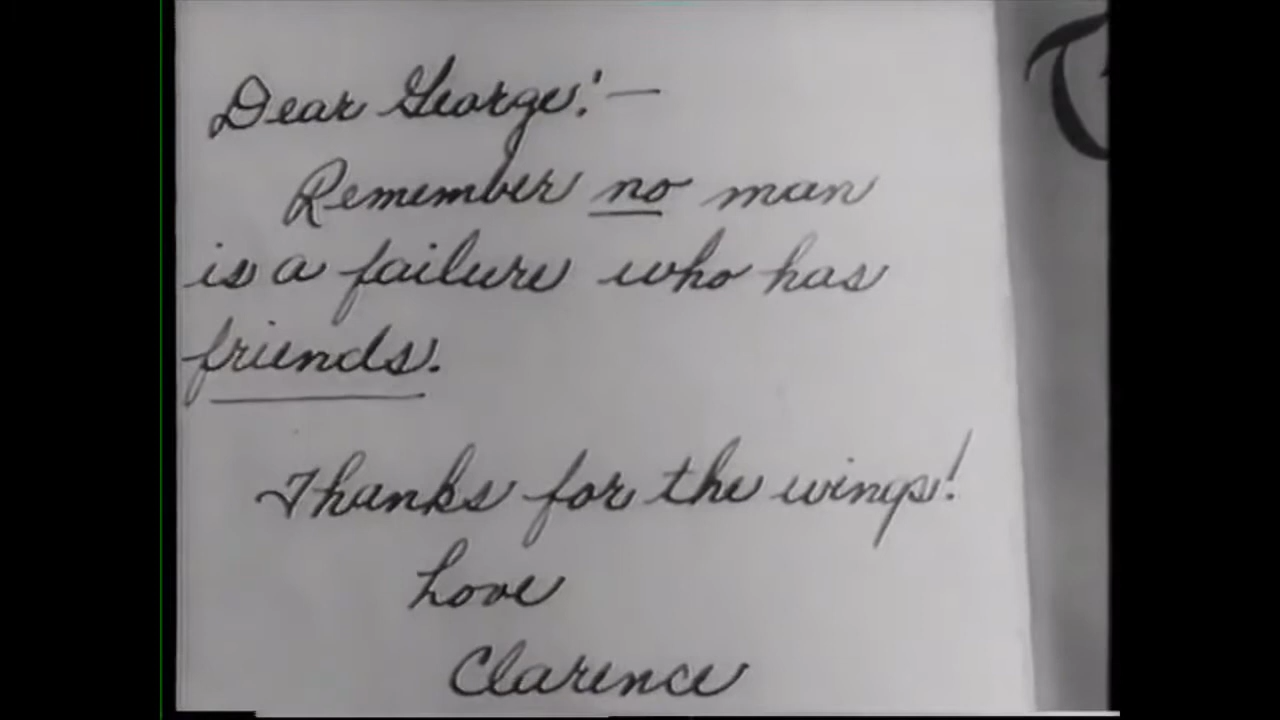 Dear George:—
Remember no man
is a failure who has
friends.
Thanks for the wings!
Love
Clarence
T